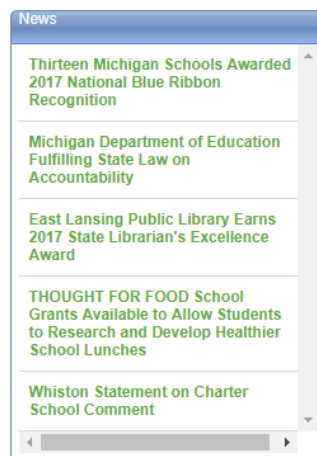 News
Thirteen Michigan Schools Awarded
2017 National Blue Ribbon
Recognition
Michigan Department of Education
Fulfilling State Law on
Accountability
East Lansing Public Library Earns
2017 State Librarian's Excellence
Award
THOUGHT FOR FOOD School
Grants Available to Allow Students
to Research and Develop Healthier
School Lunches
Whiston Statement on Charter
School Comment